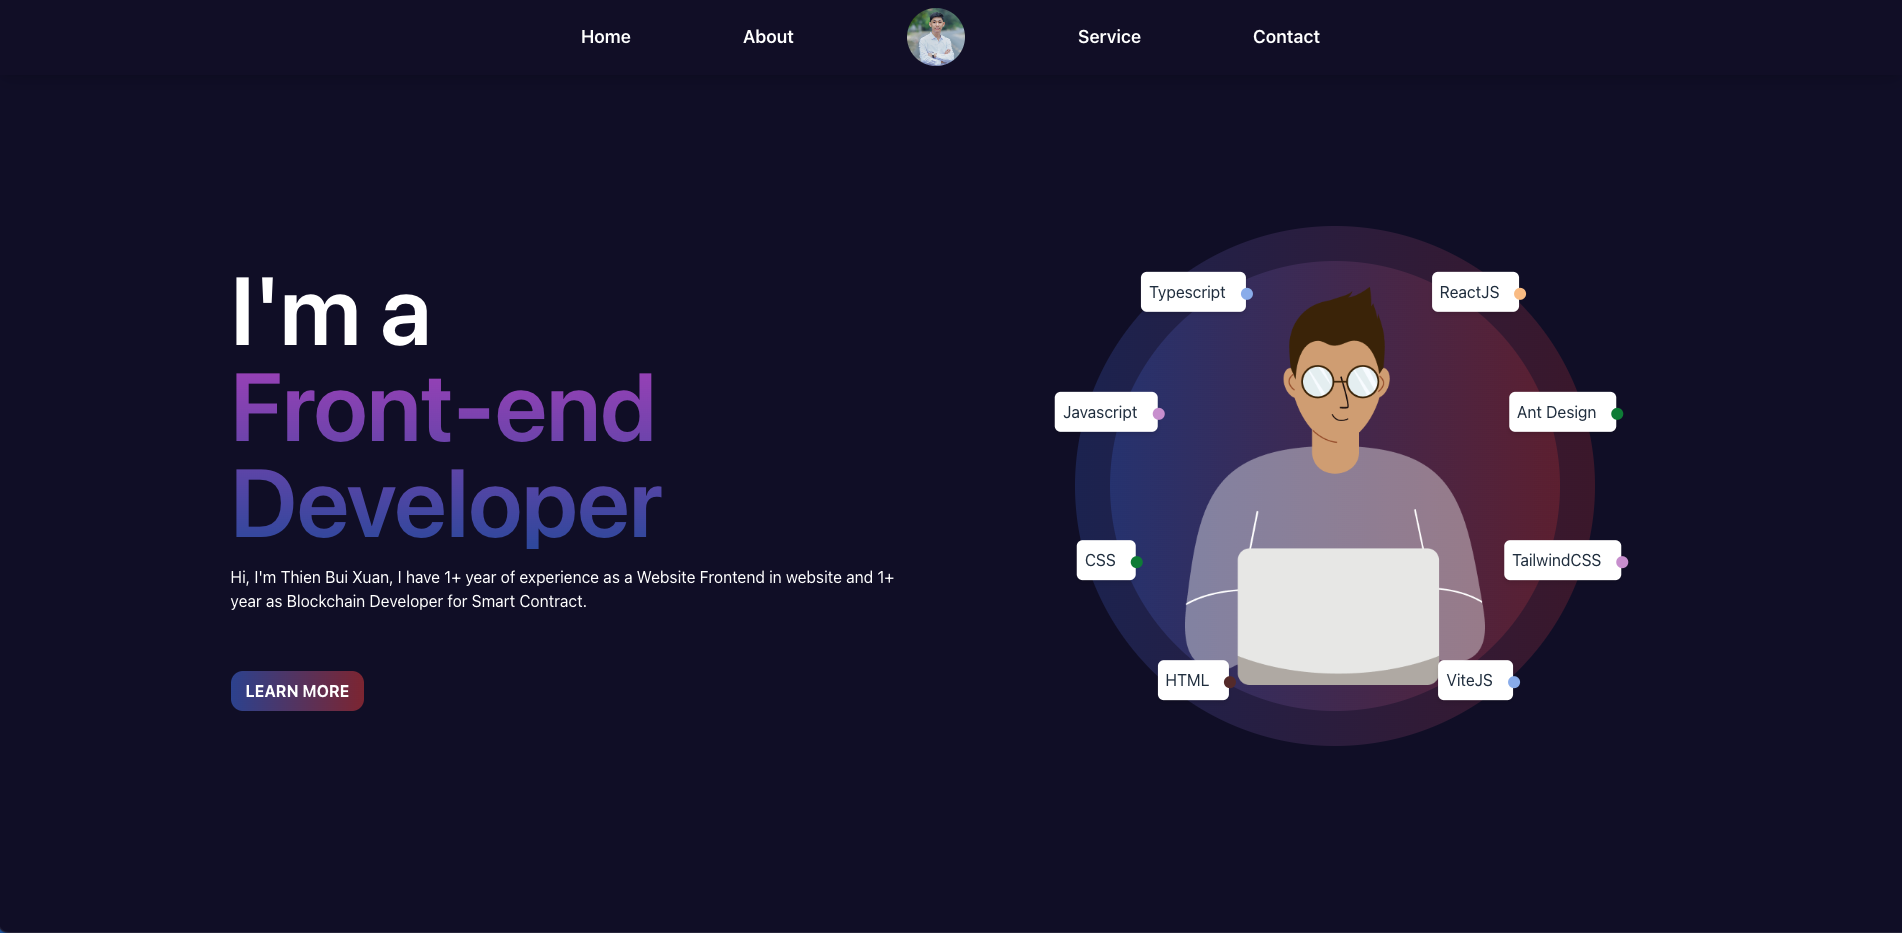 Home About Service Contact
I'm a
Front-end
Developer
Hi, I'm Thien Bui Xuan, I have 1+ year of experience as a Website Frontend in website and 1+
year as Blockchain Developer for Smart Contract.
LEARN MORE
Typescript
ReactJS
Javascript
Ant Design
CSS
TailwindCSS
HTML
ViteJS